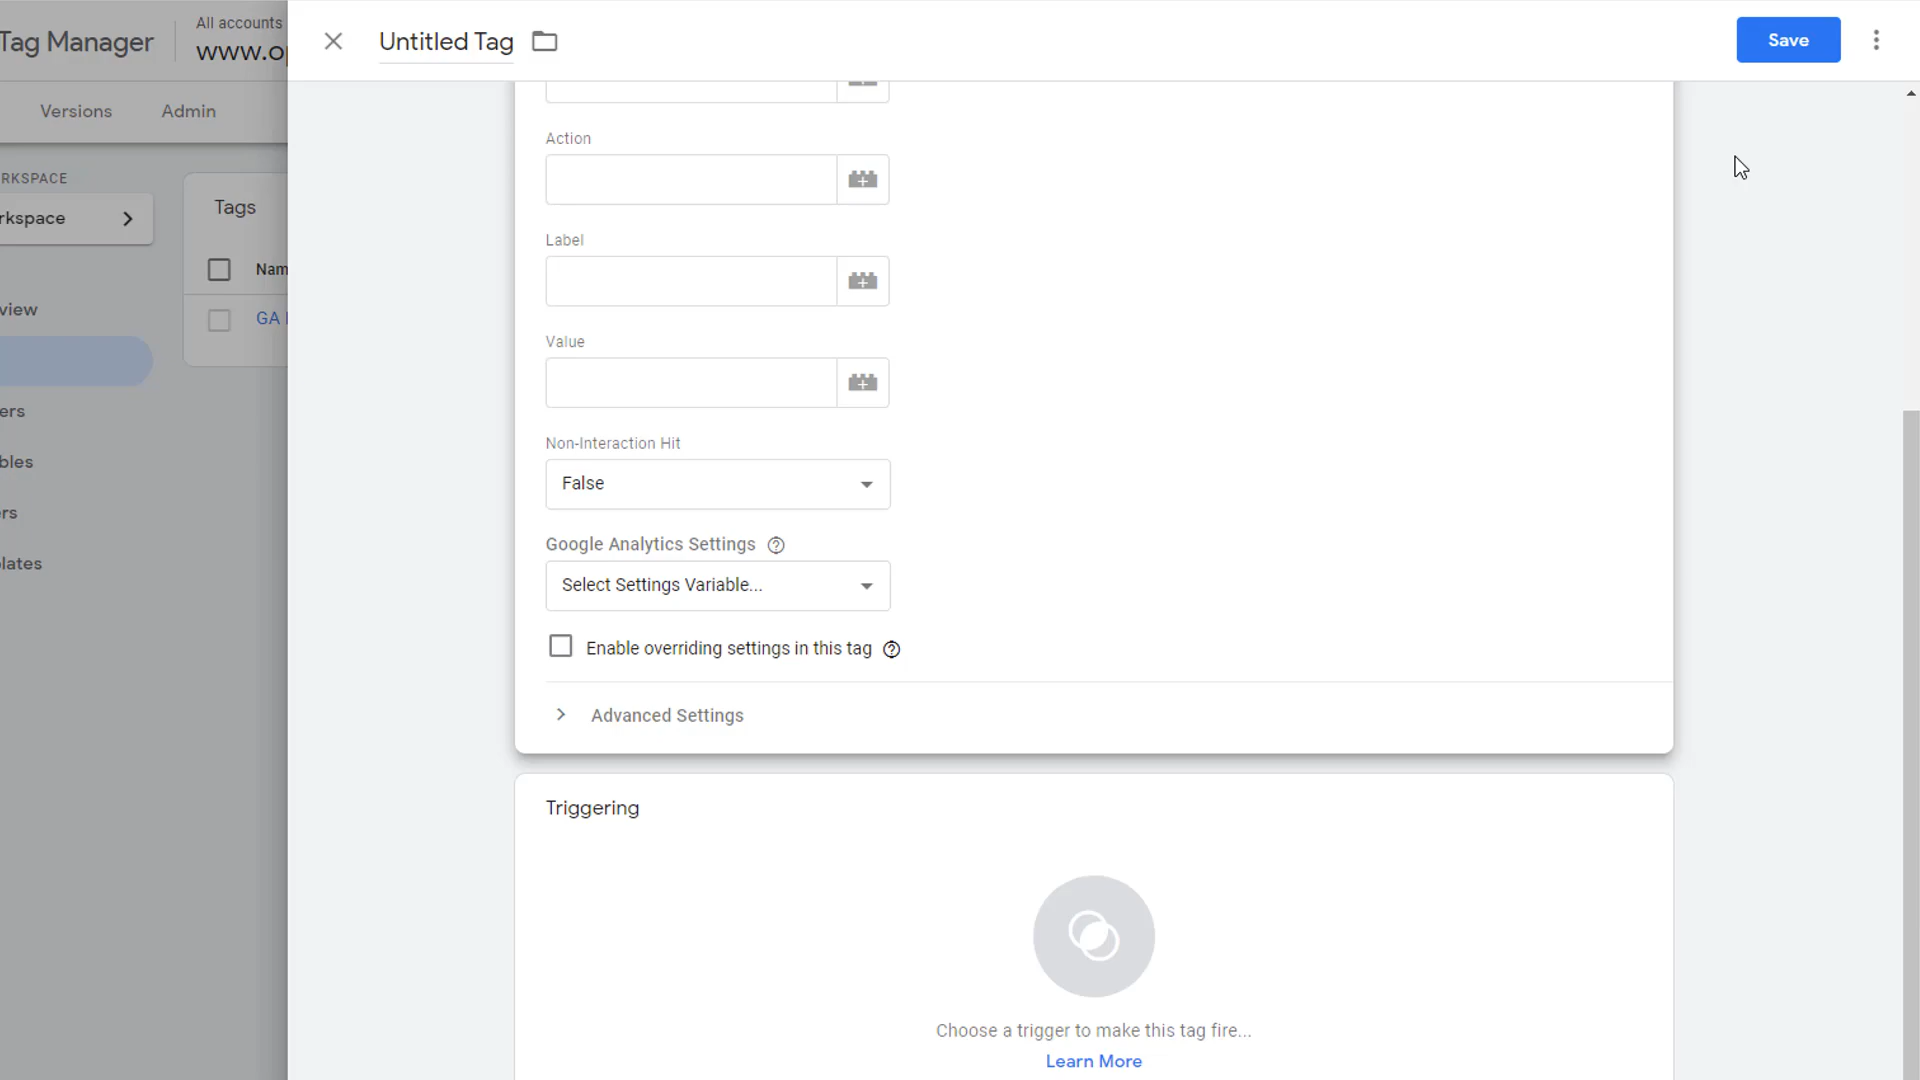 Tag Manager
All accounts
www.op
Untitled Tag
Save
Versions
Admin
RKSPACE
rkspace
Tags
Nam
view
GA
ers
bles
ers
lates
Action
Label
Value
Non-Interaction Hit
False
Google Analytics Settings
Select Settings Variable...
Enable overriding settings in this tag
Advanced Settings
Triggering
Choose a trigger to make this tag fire...
Learn More